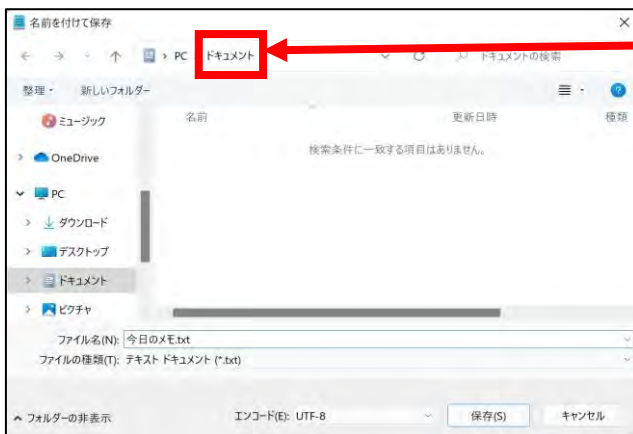 名前を付けて保存
PC ドキュメント ドキュメントの検索
整理 新しいフォルダー
名前 更新日時 種類
検索条件に一致する項目はありません。
ミュージック
OneDrive
PC
ダウンロード
デスクトップ
ドキュメント
ピクチャ
ファイル名(N): 今日のメモ.txt
ファイルの種類(T): テキスト ドキュメント (*.txt)
フォルダーの非表示 エンコード(E): UTF-8 保存(S) キャンセル